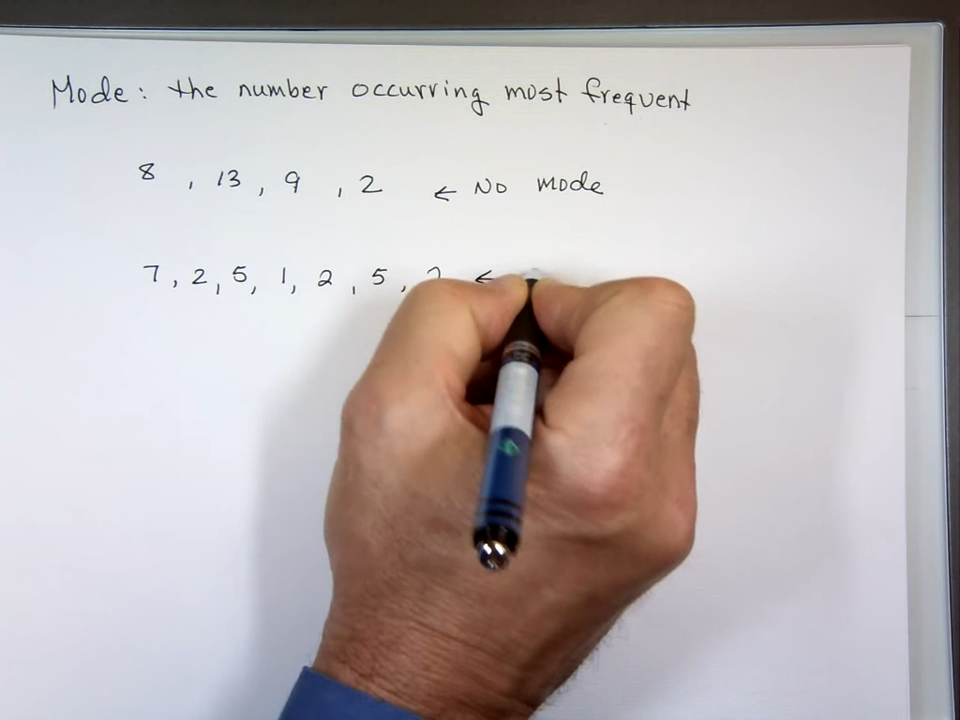 Mode: the number occurring most frequent
8, 13, 9, 2 ← No mode
7, 2, 5, 1, 2, 5, ←